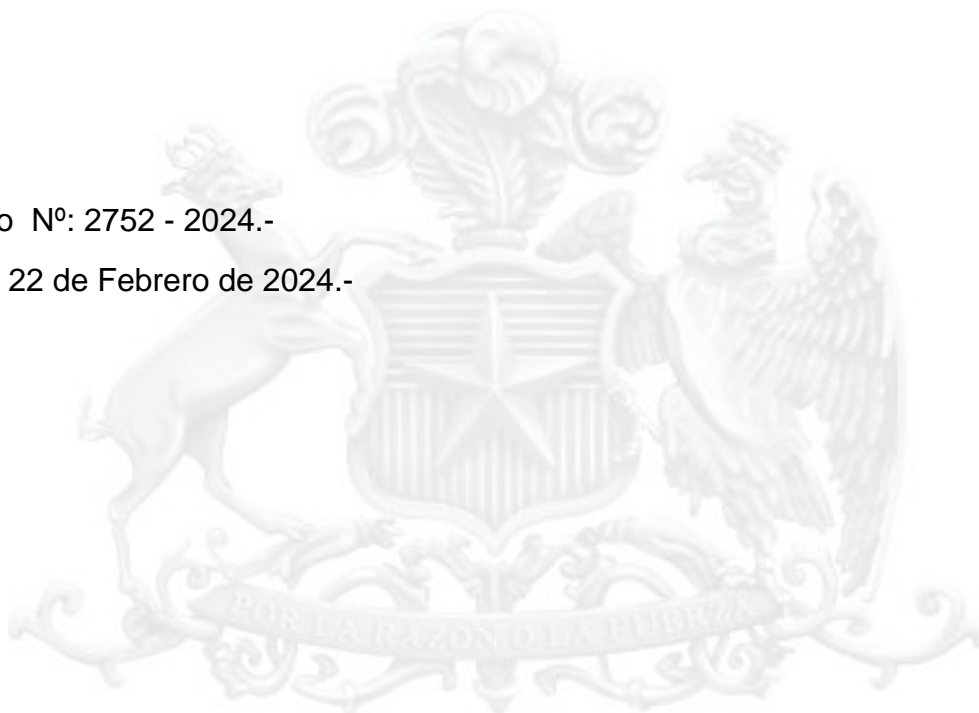 o Nº: 2752 - 2024.-
22 de Febrero de 2024.-
POR LA RAZON O LA FUERZA